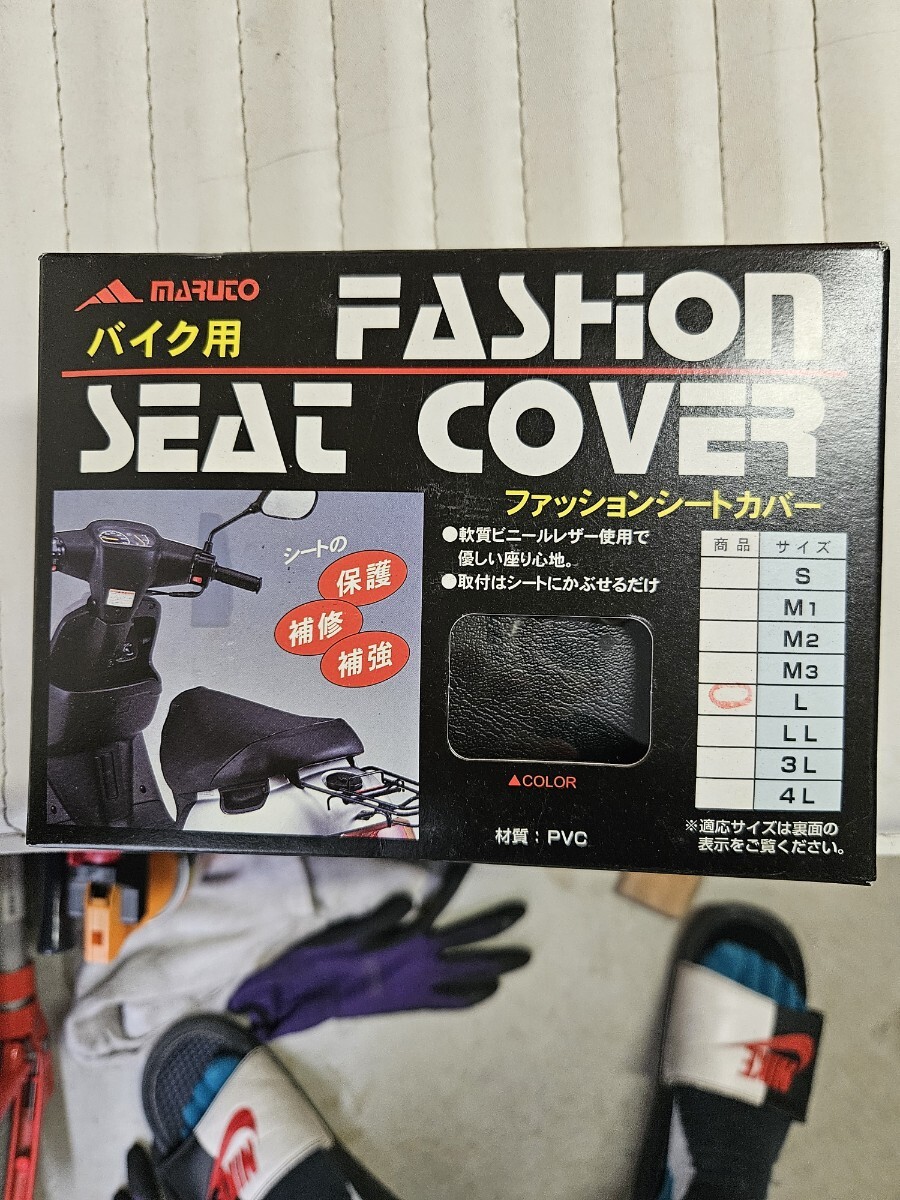 MARUTO
バイク用
FASHION
SEAT COVER
ファッションシートカバー
シートの
保護
補修
補強
●軟質ビニールレザー使用で
優しい座り心地。
●取付はシートにかぶせるだけ
▲COLOR
材質:PVC
商品 サイズ
S
M1
M2
M3
L
LL
3L
4L
※適応サイズは裏面の
表示をご覧ください。
NIKE
NIKE